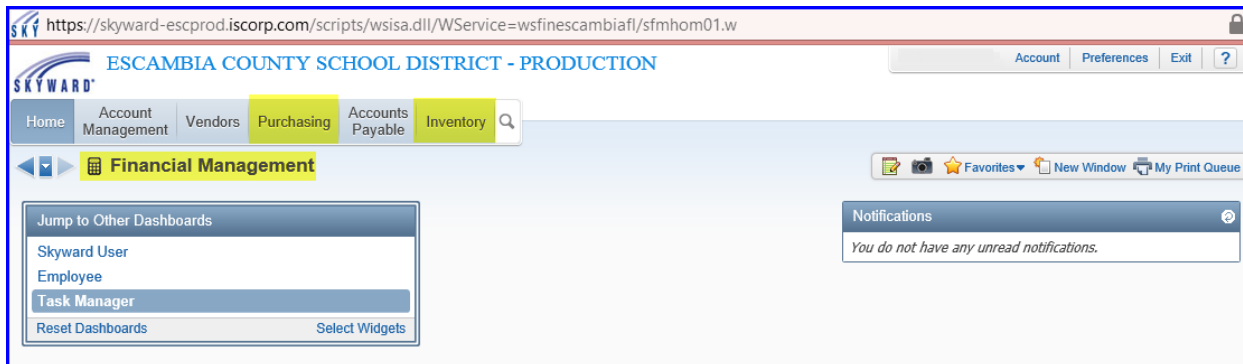 SKY https://skyward-escprod.iscorp.com/scripts/wsisa.dll/WService=wsfinescambiafl/sfmhom01.w
SKYWARD ESCAMBIA COUNTY SCHOOL DISTRICT - PRODUCTION Account Preferences Exit ?
Home Account Management Vendors Purchasing Accounts Payable Inventory
Financial Management Favorites New Window My Print Queue
Jump to Other Dashboards
Skyward User
Employee
Task Manager
Reset Dashboards Select Widgets
Notifications
You do not have any unread notifications.